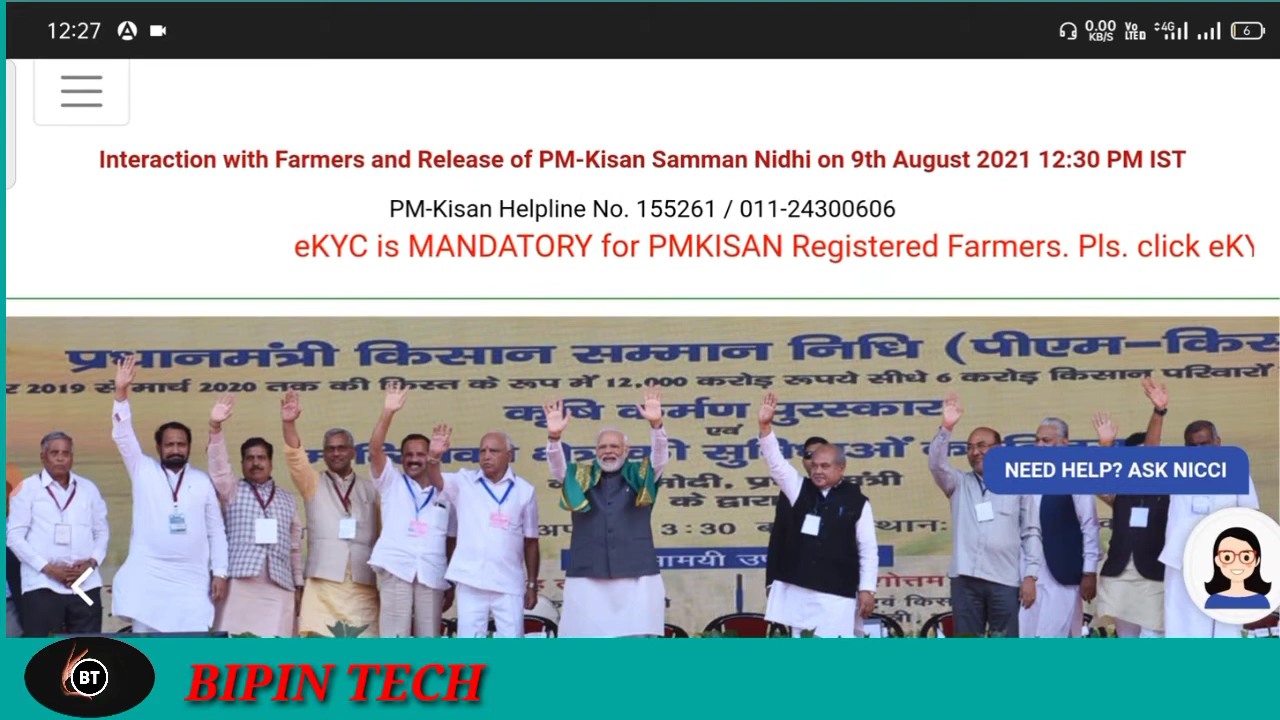 12:27
0.00 KB/S
Vo LTED
4G
6
Interaction with Farmers and Release of PM-Kisan Samman Nidhi on 9th August 2021 12:30 PM IST
PM-Kisan Helpline No. 155261 / 011-24300606
eKYC is MANDATORY for PMKISAN Registered Farmers. Pls. click eKY
प्रधानमंत्री किसान सम्मान निधि (पीएम-किस
र 2019 से मार्च 2020 तक की किस्त के रूप में 12,000 करोड़ रूपये सीधे 6 करोड़ किसान परिवारों
कृषि कर्मण पुरस्कार
एवं
की सुविधाओं
NEED HELP? ASK NICCI
के द्वारा
3:30
BT
BIPIN TECH